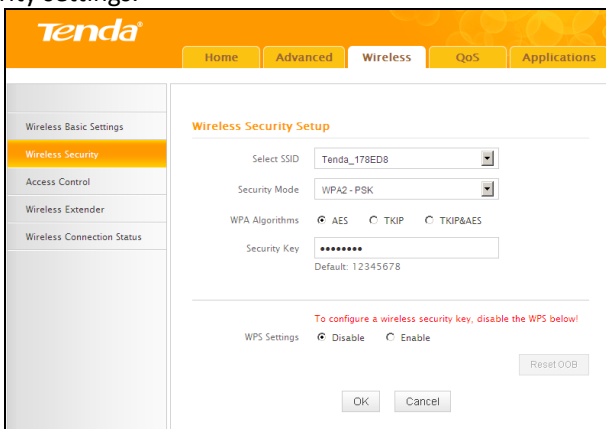 rity settings.
Tenda®
Home Advanced Wireless QoS Applications
Wireless Basic Settings
Wireless Security
Access Control
Wireless Extender
Wireless Connection Status
Wireless Security Setup
Select SSID Tenda_178ED8
Security Mode WPA2 - PSK
WPA Algorithms AES TKIP TKIP&AES
Security Key ••••••••
Default: 12345678
To configure a wireless security key, disable the WPS below!
WPS Settings Disable Enable
Reset OOB
OK Cancel